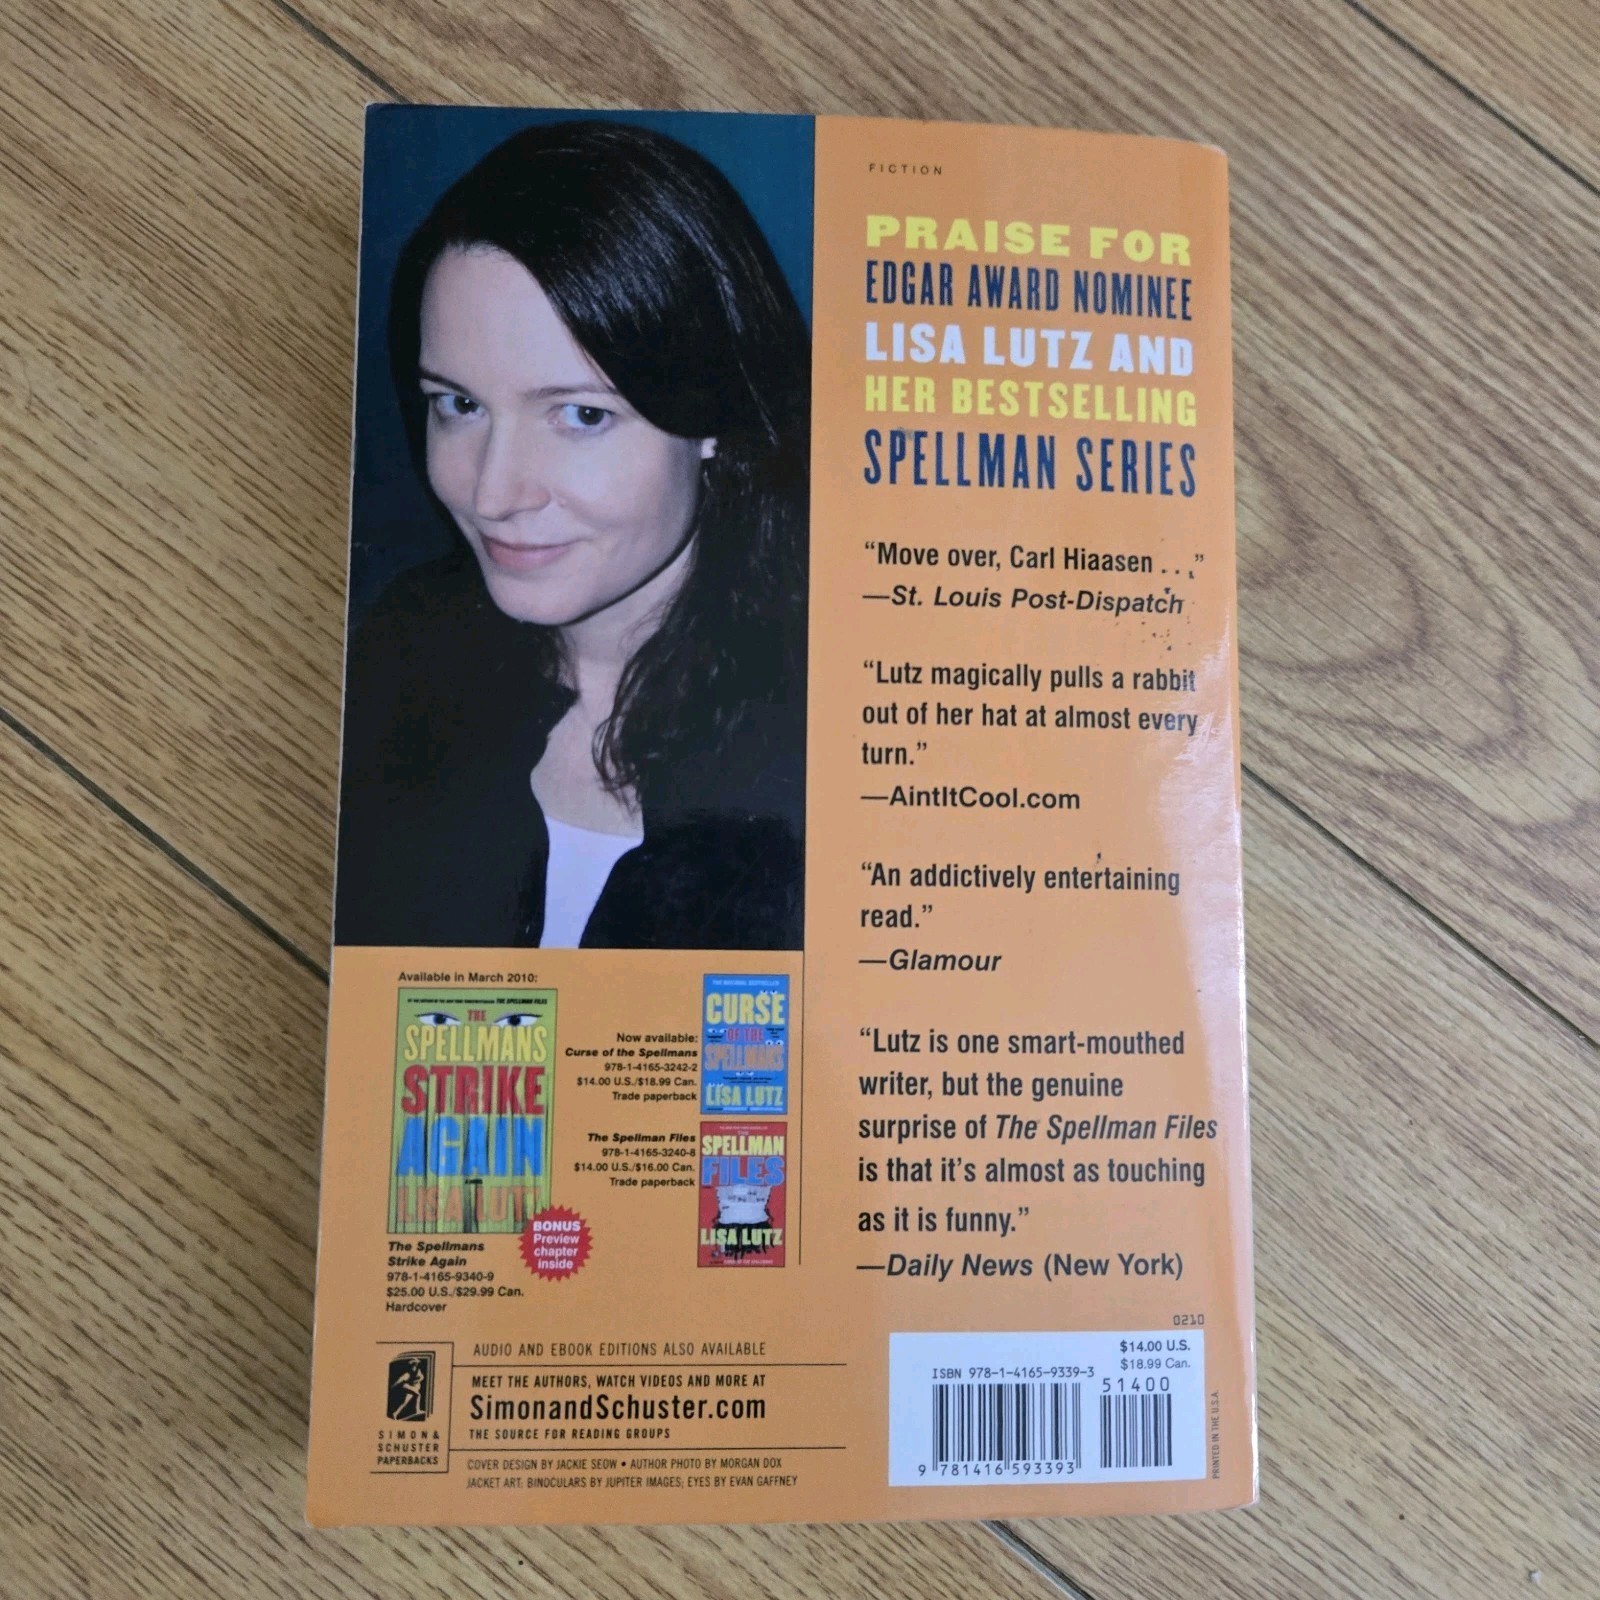 FICTION
PRAISE FOR
EDGAR AWARD NOMINEE
LISA LUTZ AND
HER BESTSELLING
SPELLMAN SERIES
“Move over, Carl Hiaasen . . .”
—St. Louis Post-Dispatch
“Lutz magically pulls a rabbit
out of her hat at almost every
turn.”
—AintItCool.com
“An addictively entertaining
read.”
—Glamour
“Lutz is one smart-mouthed
writer, but the genuine
surprise of The Spellman Files
is that it’s almost as touching
as it is funny.”
—Daily News (New York)
Available in March 2010:
THE SPELLMAN FILES
THE
SPELLMANS
STRIKE
AGAIN
LISA LUTZ
BONUS
Preview
chapter
inside
The Spellmans
Strike Again
978-1-4165-9340-9
$25.00 U.S./$29.99 Can.
Hardcover
Now available:
Curse of the Spellmans
978-1-4165-3242-2
$14.00 U.S./$18.99 Can.
Trade paperback
CURSE
OF THE
SPELLMANS
LISA LUTZ
The Spellman Files
978-1-4165-3240-8
$14.00 U.S./$16.00 Can.
Trade paperback
SPELLMAN
FILES
LISA LUTZ
SIMON &
SCHUSTER
PAPERBACKS
AUDIO AND EBOOK EDITIONS ALSO AVAILABLE
MEET THE AUTHORS, WATCH VIDEOS AND MORE AT
SimonandSchuster.com
THE SOURCE FOR READING GROUPS
COVER DESIGN BY JACKIE SEOW • AUTHOR PHOTO BY MORGAN DOX
JACKET ART: BINOCULARS BY JUPITER IMAGES; EYES BY EVAN GAFFNEY
0210
$14.00 U.S.
$18.99 Can.
ISBN 978-1-4165-9339-3
51400
9 781416 593393
PRINTED IN THE U.S.A.